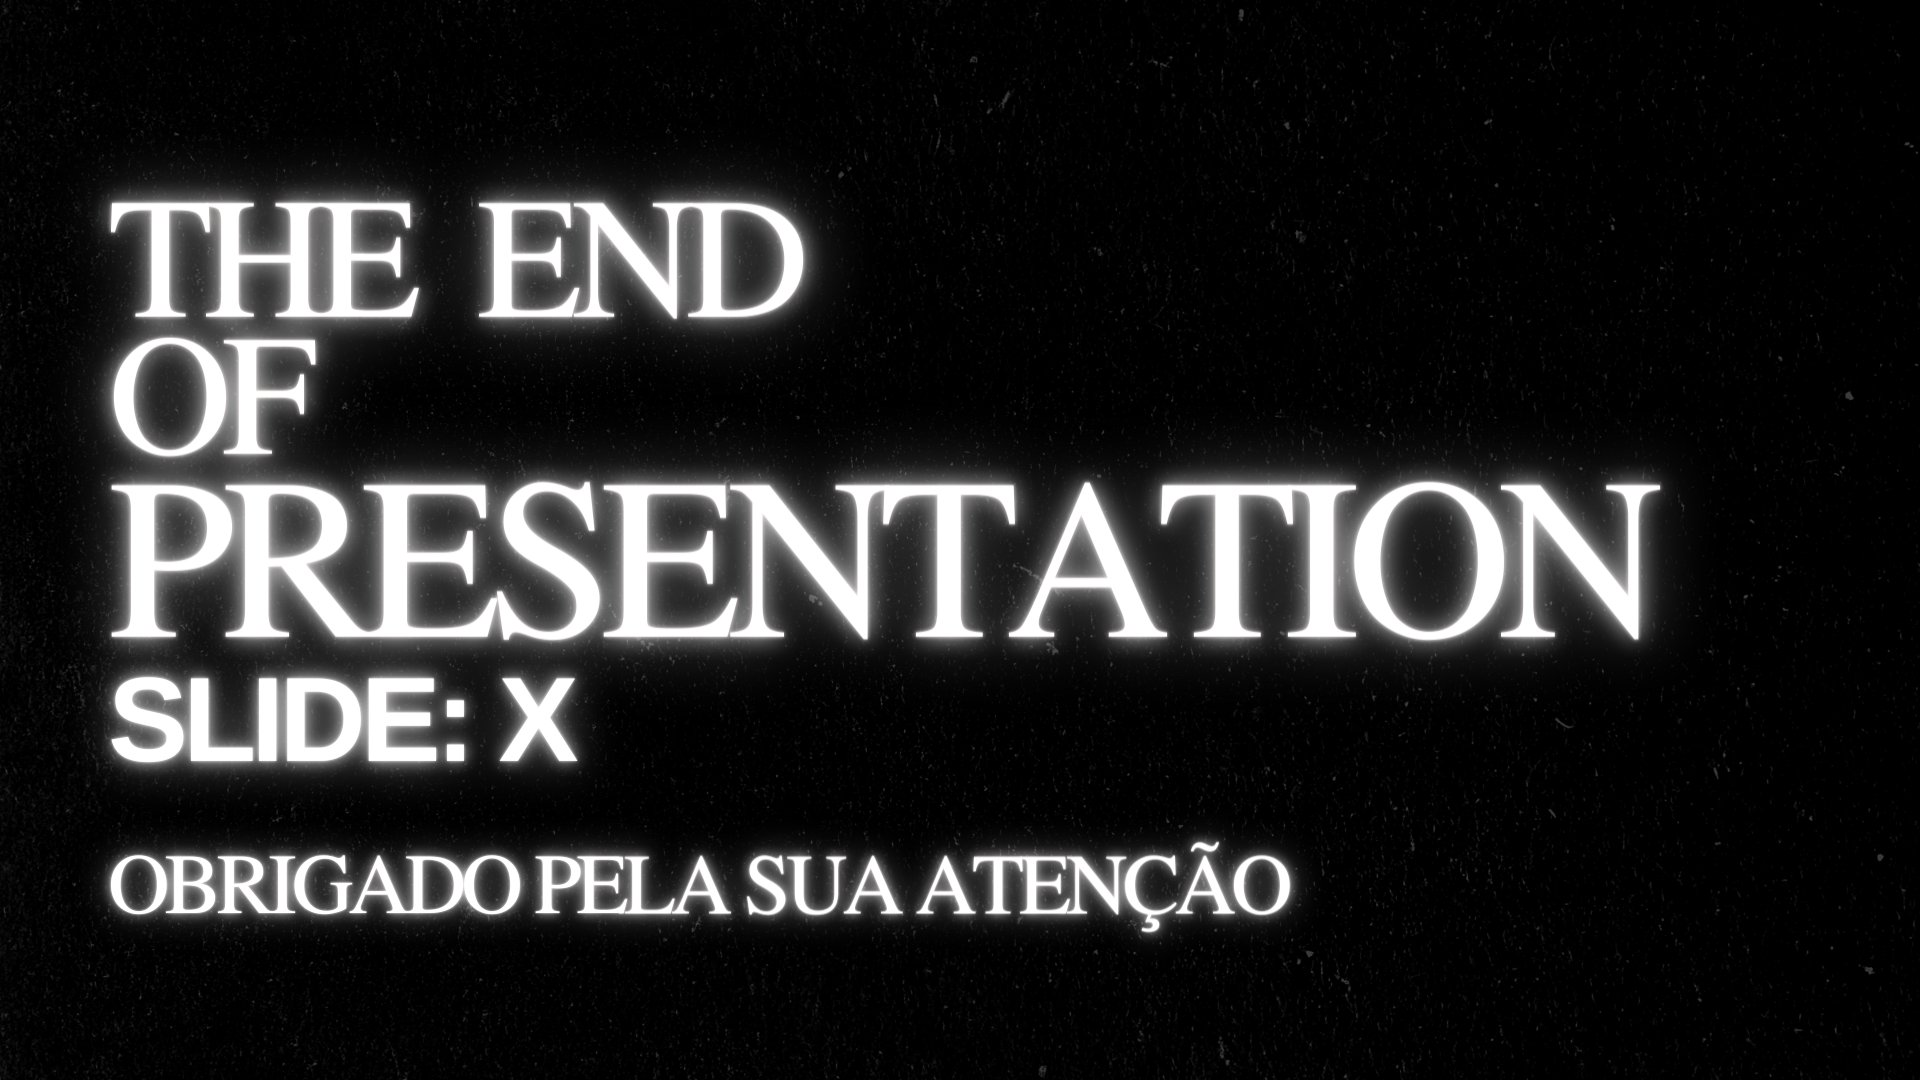 THE END
OF
PRESENTATION
SLIDE: X
OBRIGADO PELA SUA ATENÇÃO